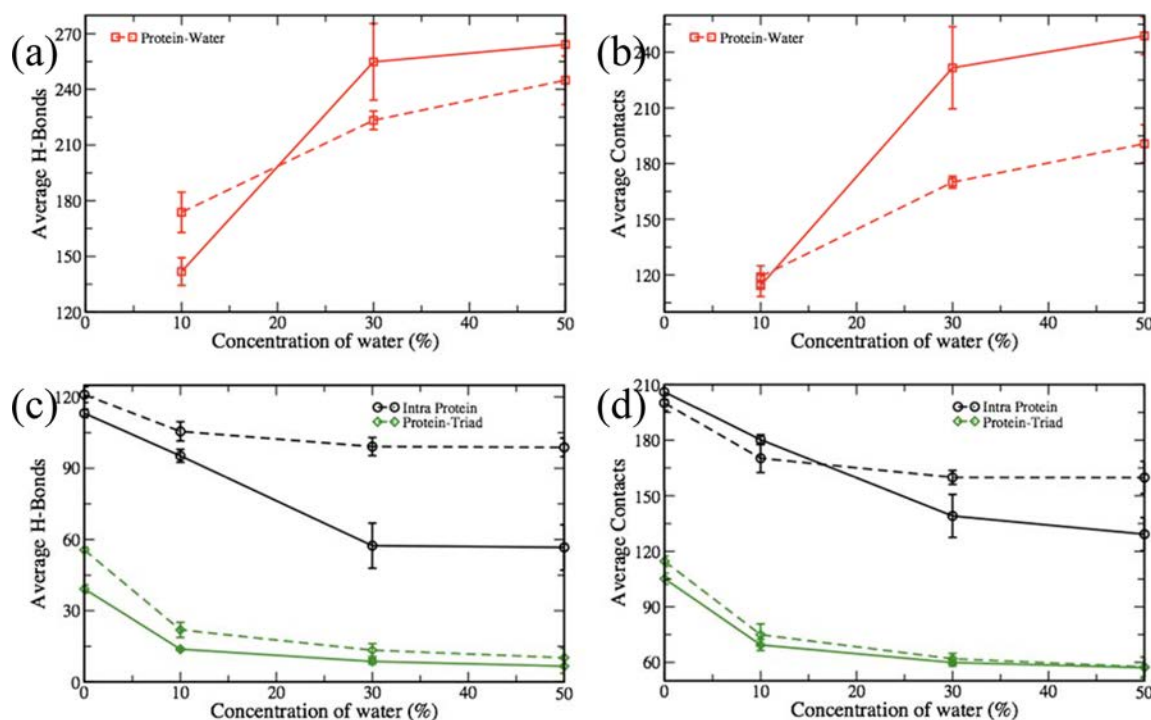 (a)
Protein-Water
Average H-Bonds
270
240
210
180
150
120
0 10 20 30 40 50
Concentration of water (%)
(b)
Protein-Water
Average Contacts
240
210
180
150
120
0 10 20 30 40 50
Concentration of water (%)
(c)
Intra Protein
Protein-Triad
Average H-Bonds
120
90
60
30
0
0 10 20 30 40 50
Concentration of water (%)
(d)
Intra Protein
Protein-Triad
Average Contacts
210
180
150
120
90
60
0 10 20 30 40 50
Concentration of water (%)